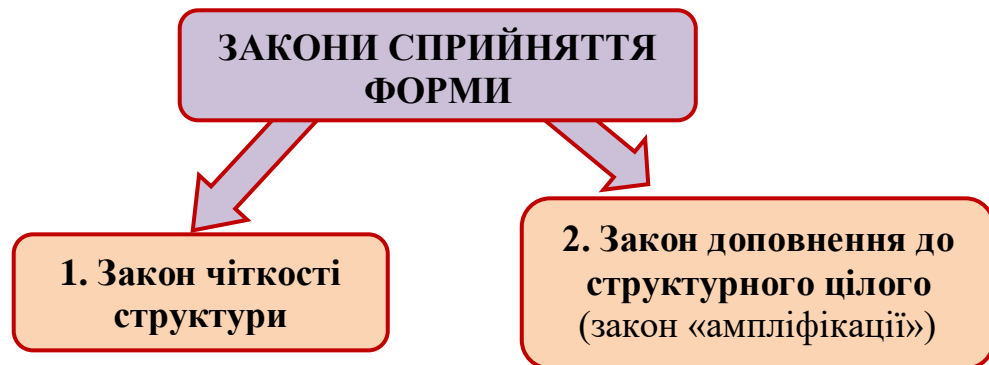 ЗАКОНИ СПРИЙНЯТТЯ
ФОРМИ
1. Закон чіткості
структури
2. Закон доповнення до
структурного цілого
(закон «ампліфікації»)